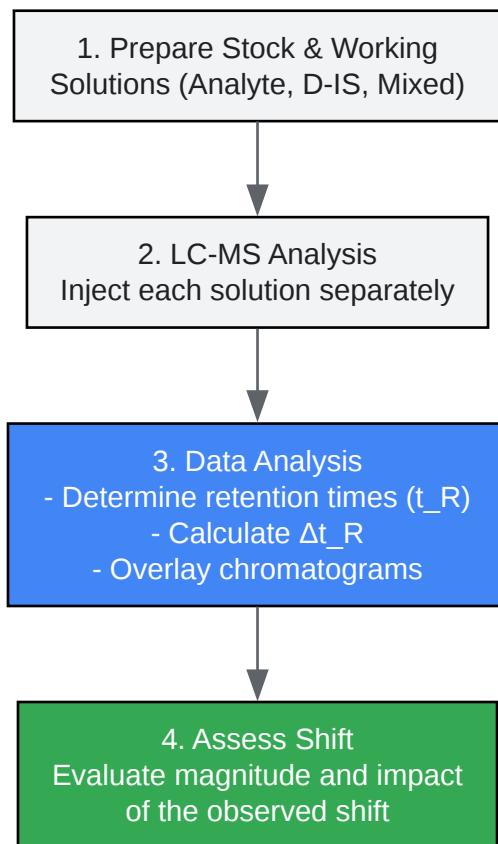 1. Prepare Stock & Working
Solutions (Analyte, D-IS, Mixed)
2. LC-MS Analysis
Inject each solution separately
3. Data Analysis
- Determine retention times (t_R)
- Calculate Δt_R
- Overlay chromatograms
4. Assess Shift
Evaluate magnitude and impact
of the observed shift